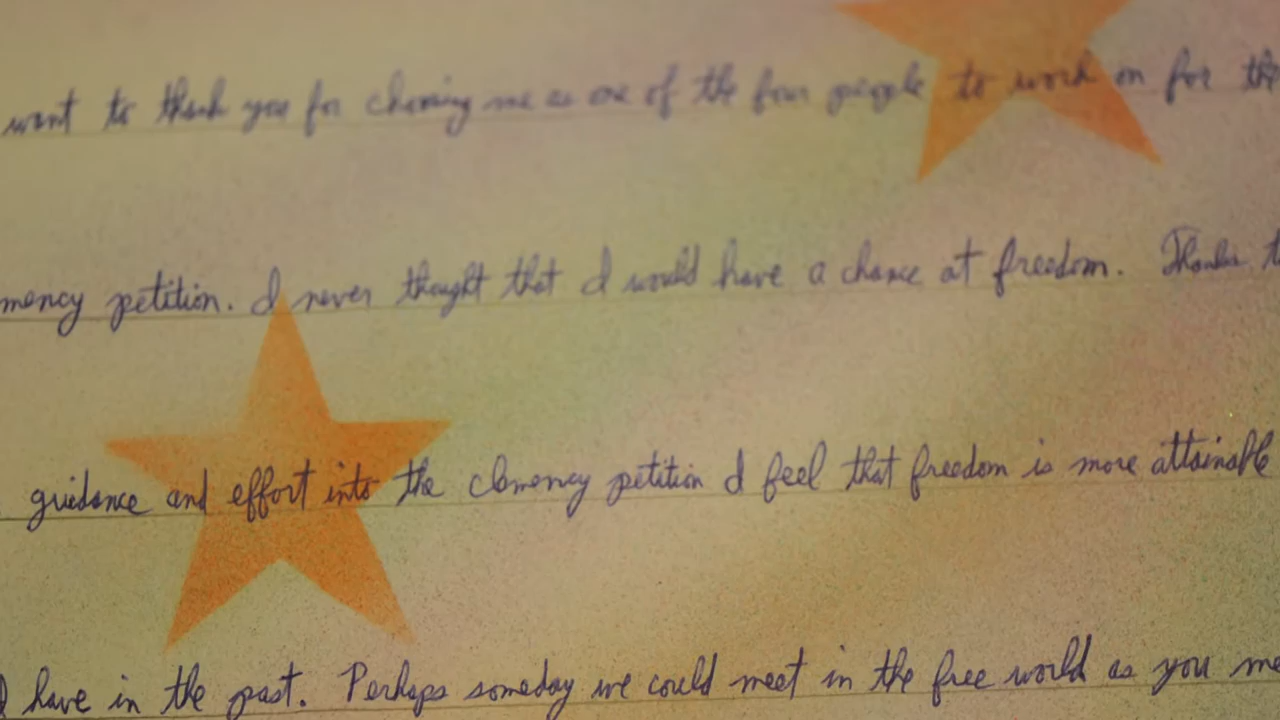 want to thank you for choosing me as one of the four people to work on for the
mency petition. I never thought that I would have a chance at freedom. Thanks t
guidance and effort into the clemency petition I feel that freedom is more attainable
I have in the past. Perhaps someday we could meet in the free world as you me